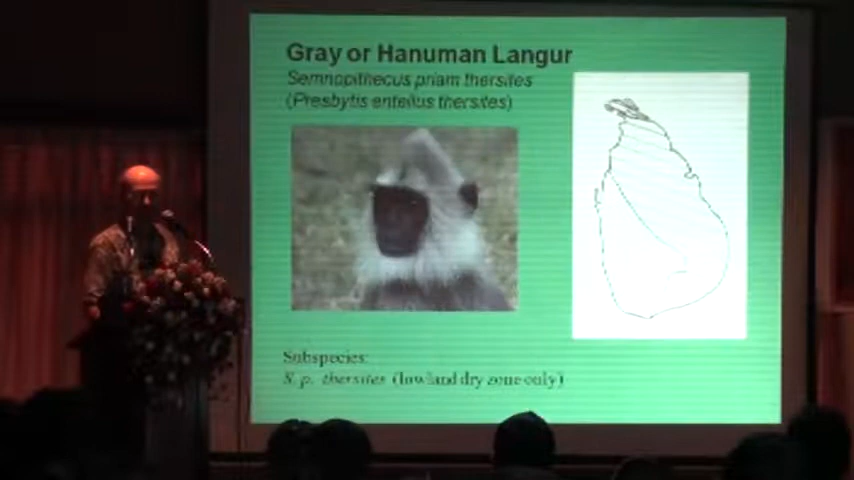 Gray or Hanuman Langur
Semnopithecus priam thersites
(Presbytis entellus thersites)
Subspecies:
S. p. thersites (lowland dry zone only)